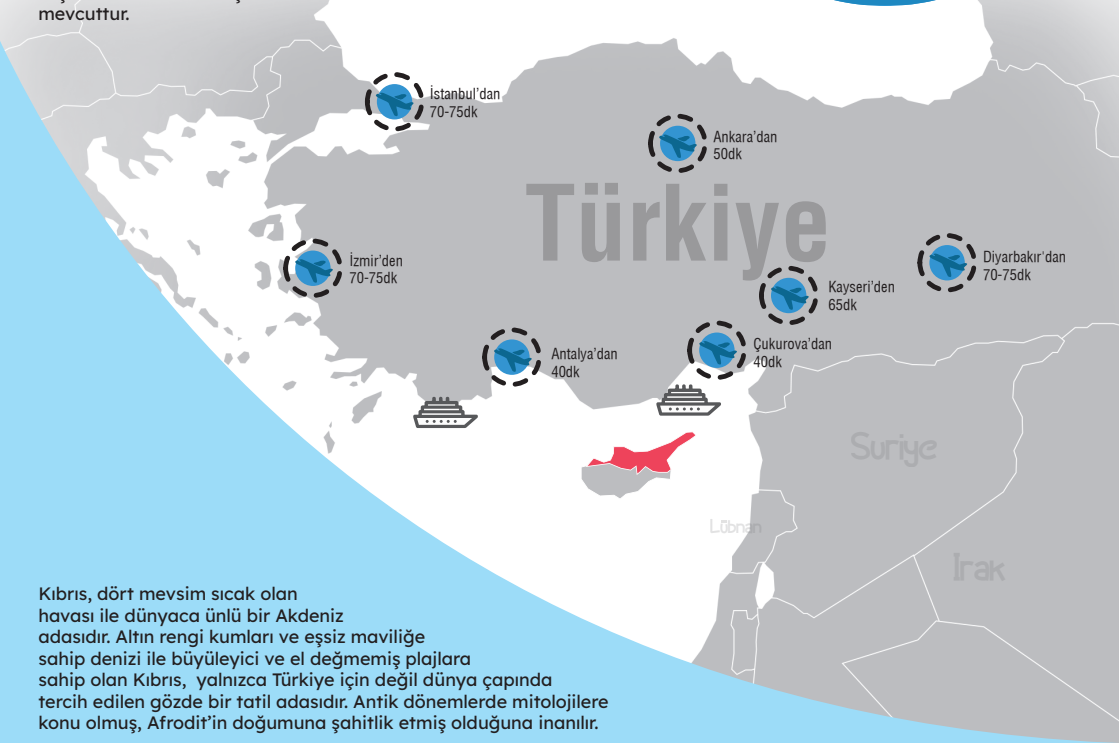 mevcuttur.
İstanbul'dan
70-75dk
Ankara'dan
50dk
Türkiye
İzmir'den
70-75dk
Diyarbakır'dan
70-75dk
Kayseri'den
65dk
Antalya'dan
40dk
Çukurova'dan
40dk
Suriye
Lübnan
Irak
Kıbrıs, dört mevsim sıcak olan
havası ile dünyaca ünlü bir Akdeniz
adasıdır. Altın rengi kumları ve eşsiz maviliğe
sahip denizi ile büyüleyici ve el değmemiş plajlara
sahip olan Kıbrıs, yalnızca Türkiye için değil dünya çapında
tercih edilen gözde bir tatil adasıdır. Antik dönemlerde mitolojilere
konu olmuş, Afrodit'in doğumuna şahitlik etmiş olduğuna inanılır.